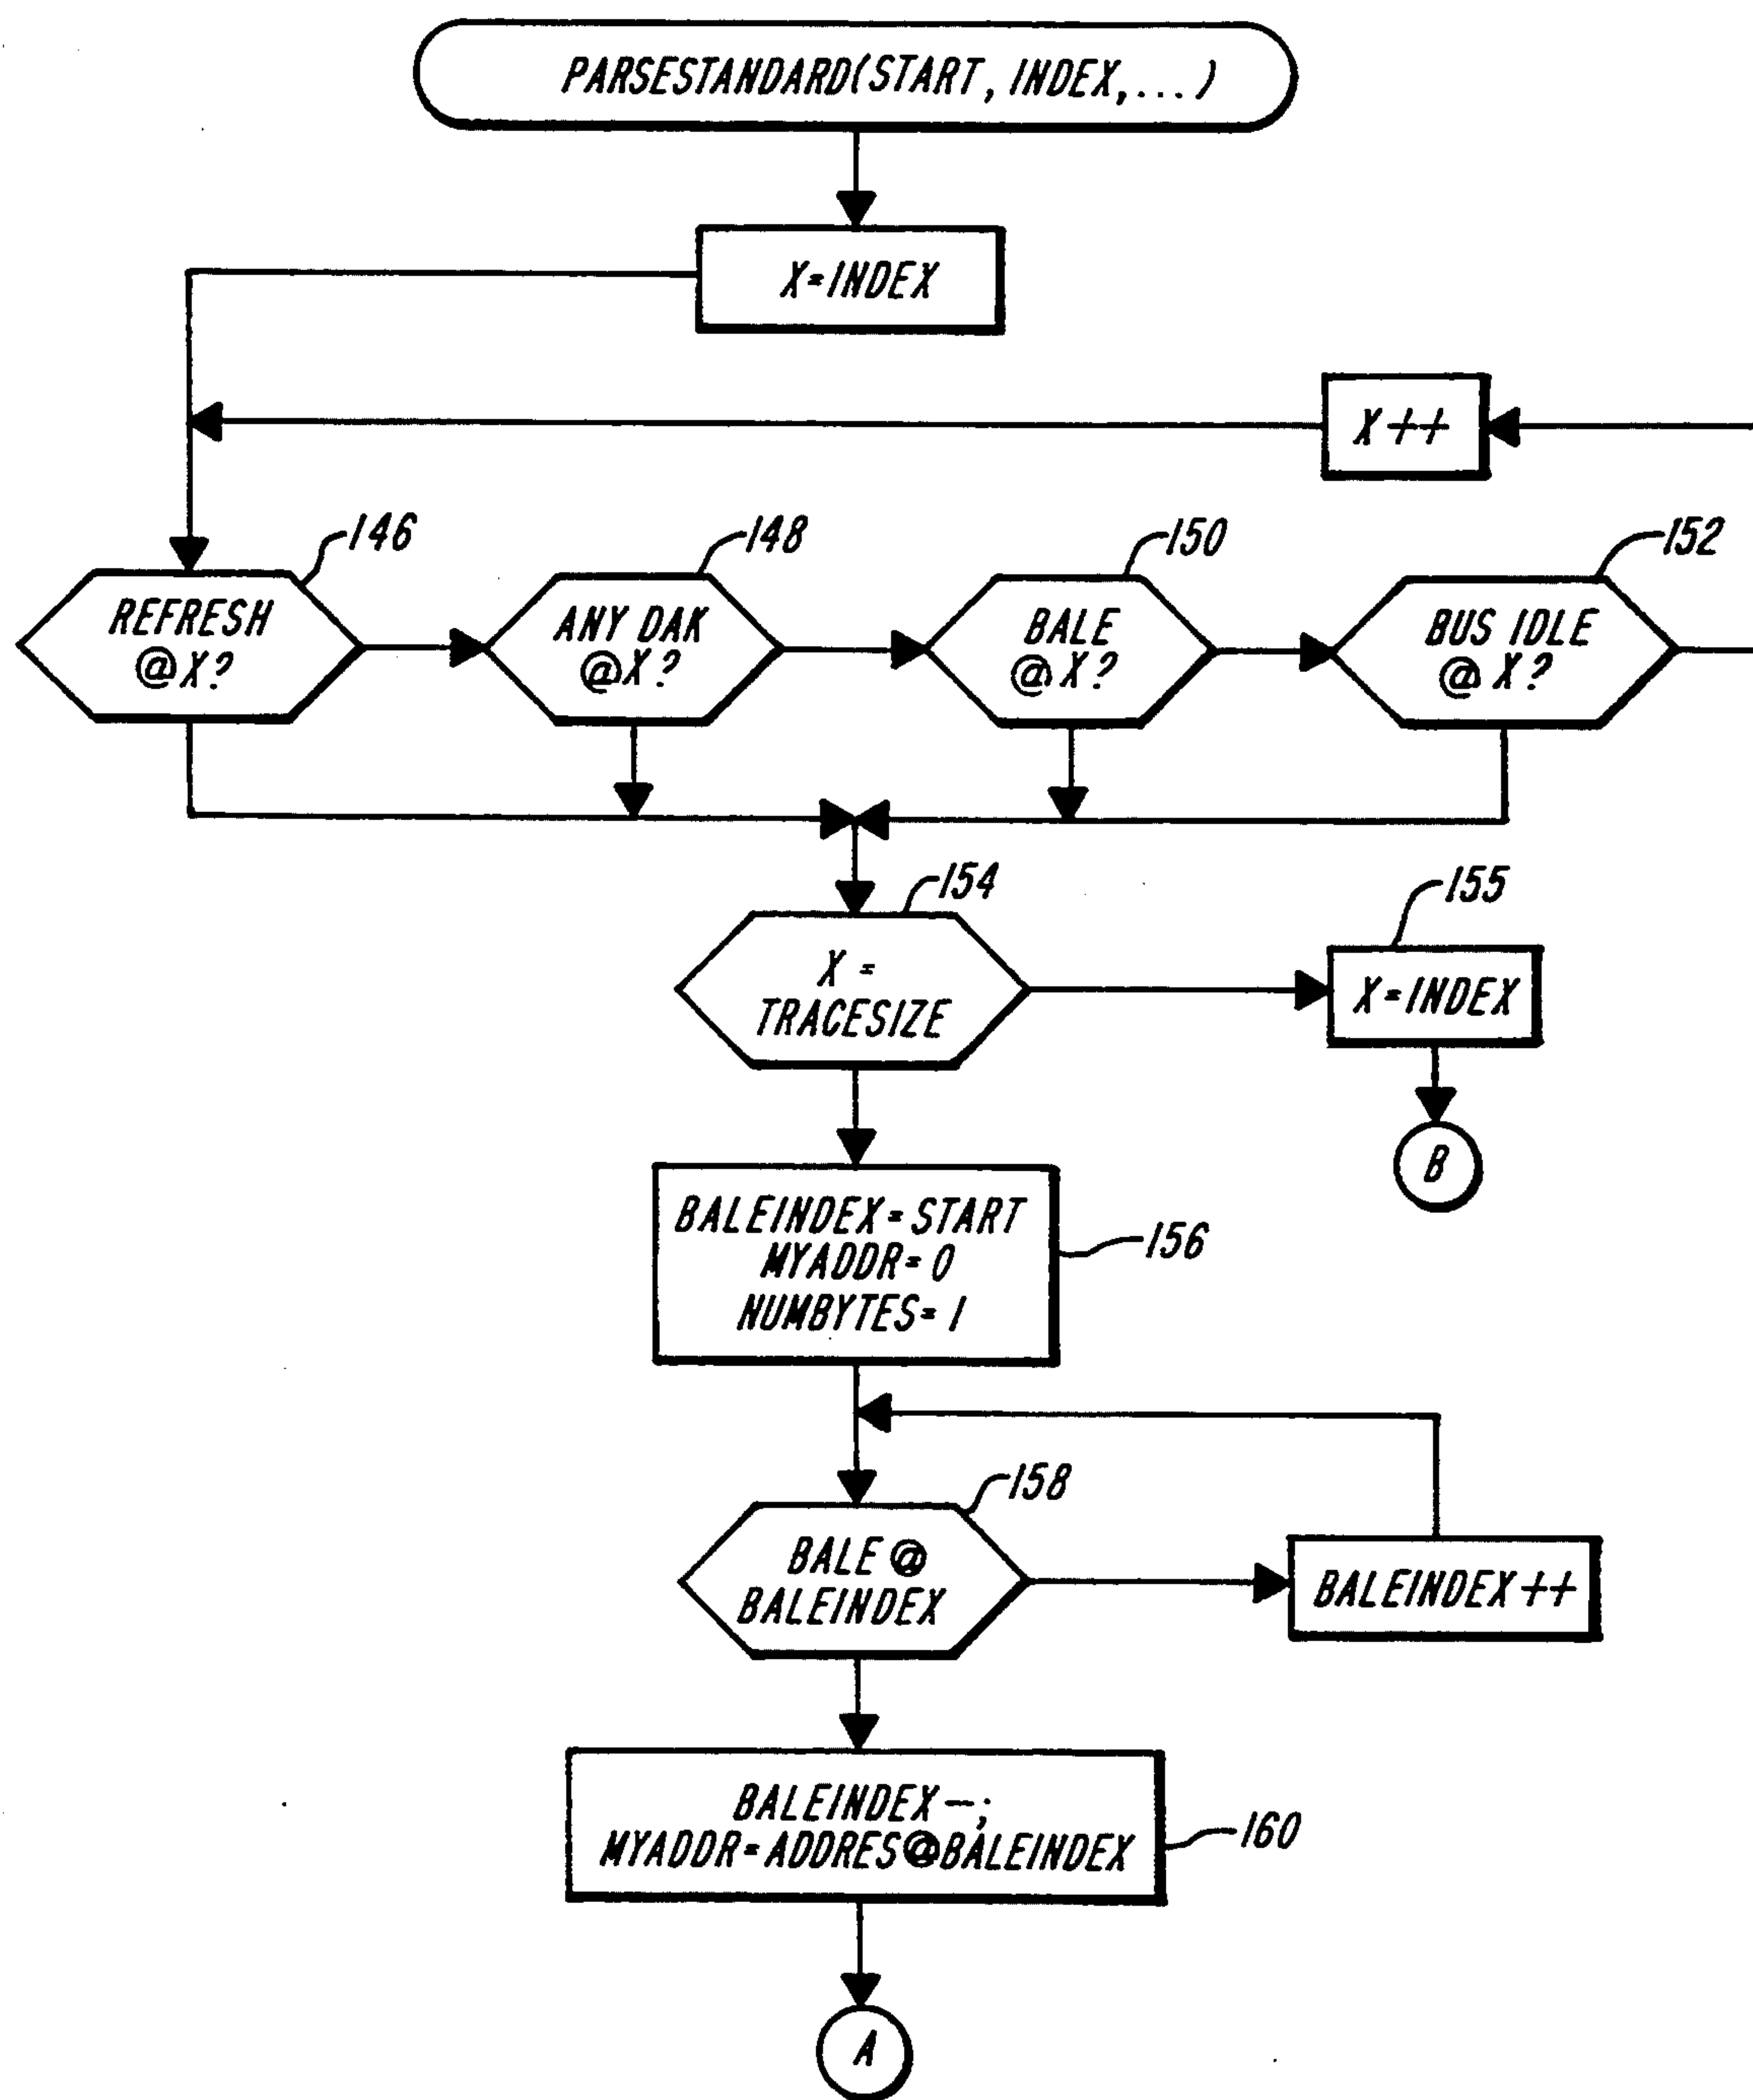 PARSESTANDARD(START, INDEX,...)
X=INDEX
X++
146
148
150
152
REFRESH
@X?
ANY DAK
@X?
BALE
@X?
BUS IDLE
@X?
154
155
X =
TRACESIZE
X=INDEX
B
BALEINDEX=START
MYADDR=0
NUMBYTES=1
156
158
BALE @
BALEINDEX
BALEINDEX++
BALEINDEX–;
MYADDR=ADDRES@BALEINDEX
160
A